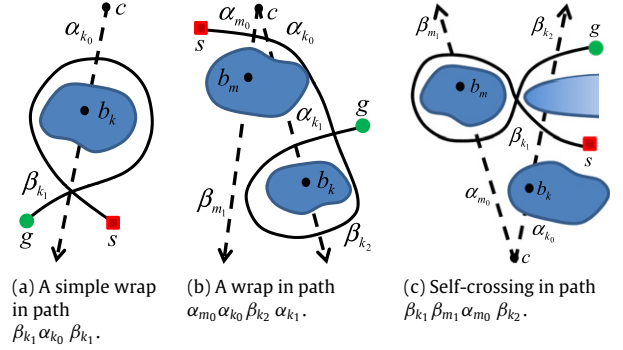 c
α_{k_0}
b_k
β_{k_1}
g
s
α_{m_0}
c
α_{k_0}
s
b_m
α_{k_1}
g
b_k
β_{m_1}
β_{k_2}
β_{m_1}
β_{k_2}
g
b_m
β_{k_1}
s
α_{m_0}
b_k
α_{k_0}
c
(a) A simple wrap
in path
β_{k_1} α_{k_0} β_{k_1}.
(b) A wrap in path
α_{m_0} α_{k_0} β_{k_2} α_{k_1}.
(c) Self-crossing in path
β_{k_1} β_{m_1} α_{m_0} β_{k_2}.